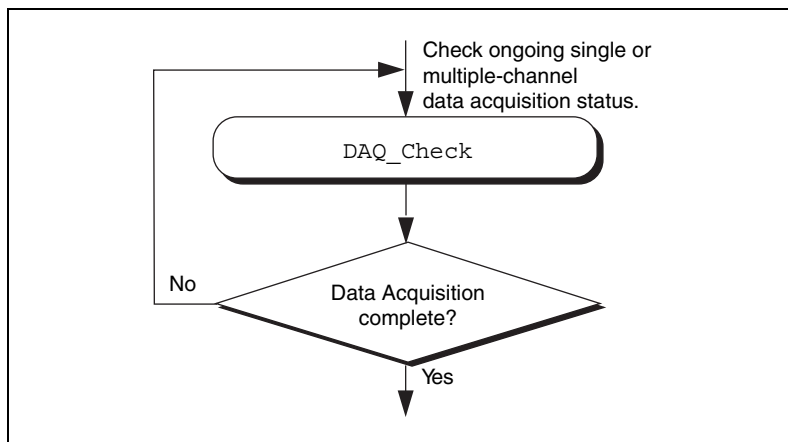 Check ongoing single or
multiple-channel
data acquisition status.
DAQ_Check
No
Data Acquisition
complete?
Yes